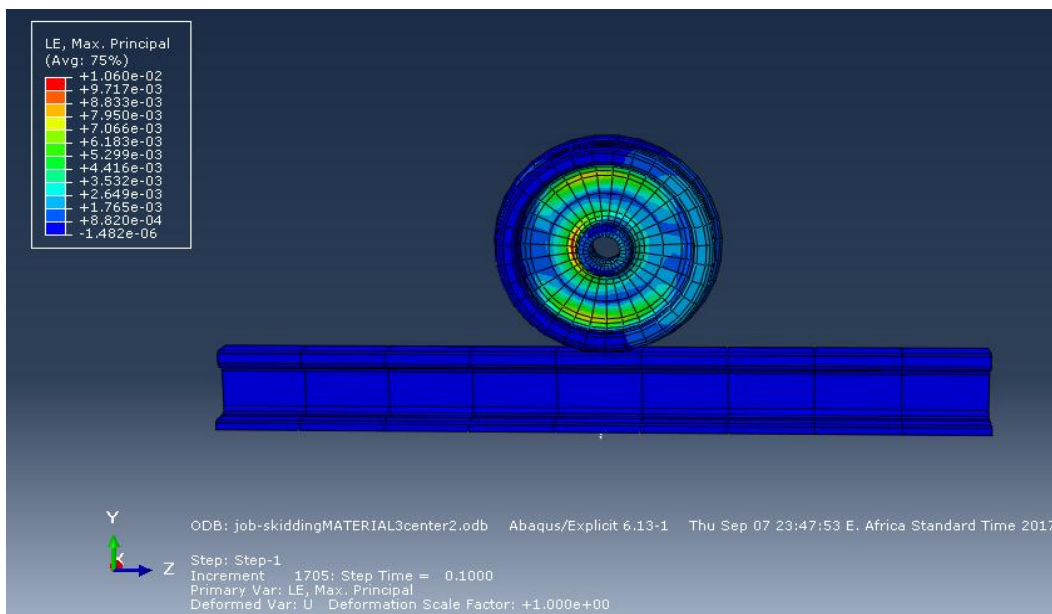 LE, Max. Principal
(Avg: 75%)
+1.060e-02
+9.717e-03
+8.833e-03
+7.950e-03
+7.066e-03
+6.183e-03
+5.299e-03
+4.416e-03
+3.532e-03
+2.649e-03
+1.765e-03
+8.820e-04
-1.482e-06
Y
X
Z
ODB: job-skiddingMATERIAL3center2.odb Abaqus/Explicit 6.13-1 Thu Sep 07 23:47:53 E. Africa Standard Time 2017
Step: Step-1
Increment 1705: Step Time = 0.1000
Primary Var: LE, Max. Principal
Deformed Var: U Deformation Scale Factor: +1.000e+00